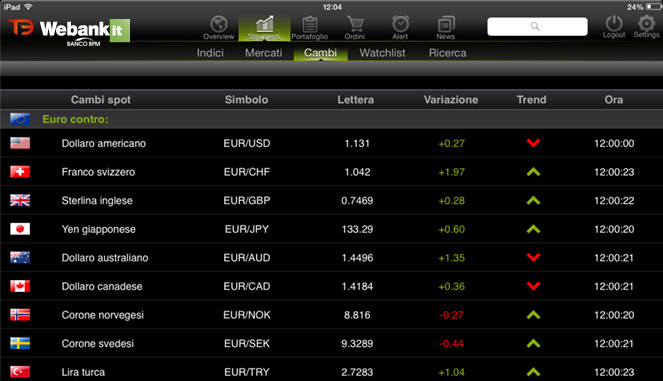 iPad 12:04 24%
T3 Webank it
BANCO BPM
Overview Strumenti Portafoglio Ordini Alert News Logout Settings
Indici Mercati Cambi Watchlist Ricerca
Cambi spot Simbolo Lettera Variazione Trend Ora
Euro contro:
Dollaro americano EUR/USD 1.131 +0.27 12:00:00
Franco svizzero EUR/CHF 1.042 +1.97 12:00:23
Sterlina inglese EUR/GBP 0.7469 +0.28 12:00:22
Yen giapponese EUR/JPY 133.29 +0.60 12:00:20
Dollaro australiano EUR/AUD 1.4496 +1.35 12:00:21
Dollaro canadese EUR/CAD 1.4184 +0.36 12:00:21
Corone norvegesi EUR/NOK 8.816 -0.27 12:00:20
Corone svedesi EUR/SEK 9.3289 -0.44 12:00:21
Lira turca EUR/TRY 2.7283 +1.04 12:00:23